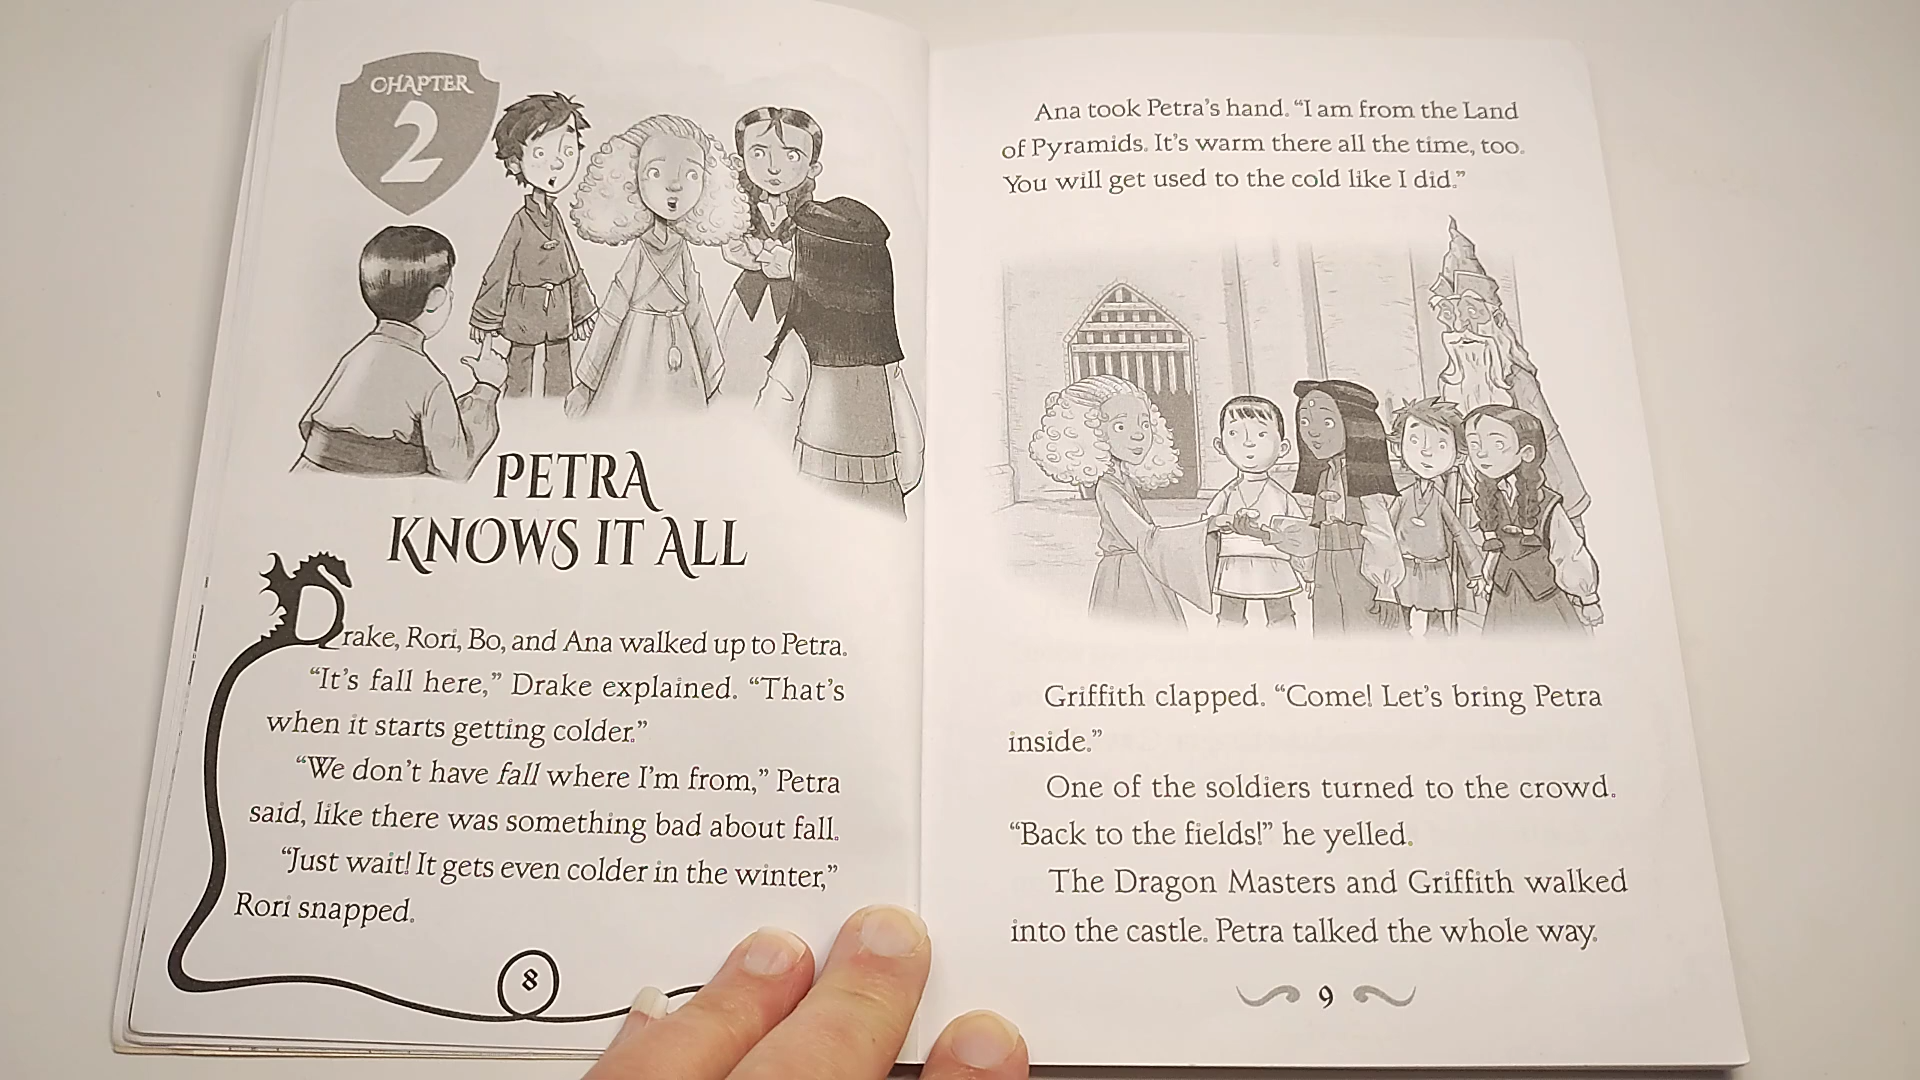 CHAPTER
2
PETRA
KNOWS IT ALL
Drake, Rori, Bo, and Ana walked up to Petra.
“It’s fall here,” Drake explained. “That’s
when it starts getting colder.”
“We don’t have fall where I’m from,” Petra
said, like there was something bad about fall.
“Just wait! It gets even colder in the winter,”
Rori snapped.
8
Ana took Petra’s hand. “I am from the Land
of Pyramids. It’s warm there all the time, too.
You will get used to the cold like I did.”
Griffith clapped. “Come! Let’s bring Petra
inside.”
One of the soldiers turned to the crowd.
“Back to the fields!” he yelled.
The Dragon Masters and Griffith walked
into the castle. Petra talked the whole way.
9